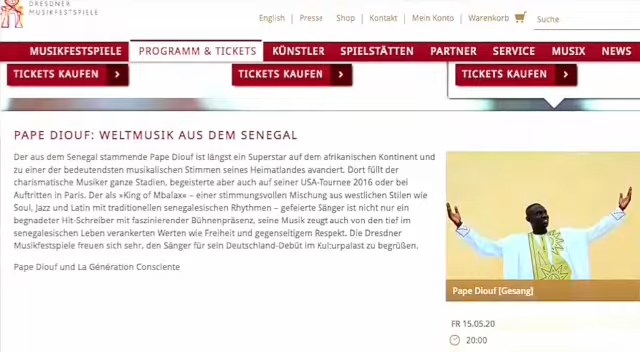 DRESDNER
MUSIKFESTSPIELE
English | Presse Shop | Kontakt | Mein Konto | Warenkorb Suche
MUSIKFESTSPIELE PROGRAMM & TICKETS KÜNSTLER SPIELSTÄTTEN PARTNER SERVICE MUSIX NEWS
TICKETS KAUFEN > TICKETS KAUFEN > TICKETS KAUFEN >
PAPE DIOUF: WELTMUSIK AUS DEM SENEGAL
Der aus dem Senegal stammende Pape Diouf ist längst ein Superstar auf dem afrikanischen Kontinent und
zu einer der bedeutendsten musikalischen Stimmen seines Heimatlandes avanciert. Dort füllt der
charismatische Musiker ganze Stadien, begeisterte aber auch auf seiner USA-Tournee 2016 oder bei
Auftritten in Paris. Der als »King of Mbalax« – einer stimmungsvollen Mischung aus westlichen Stilen wie
Soul, Jazz und Latin mit traditionellen senegalesischen Rhythmen – gefeierte Sänger ist nicht nur ein
begnadeter Hit-Schreiber mit faszinierender Bühnenpräsenz, seine Musik zeugt auch von den tief im
senegalesischen Leben verankerten Werten wie Freiheit und gegenseitigem Respekt. Die Dresdner
Musikfestspiele freuen sich sehr, den Sänger für sein Deutschland-Debüt im Kulturpalast zu begrüßen.
Pape Diouf und La Génération Consciente
Pape Diouf [Gesang]
FR 15.05.20
20:00